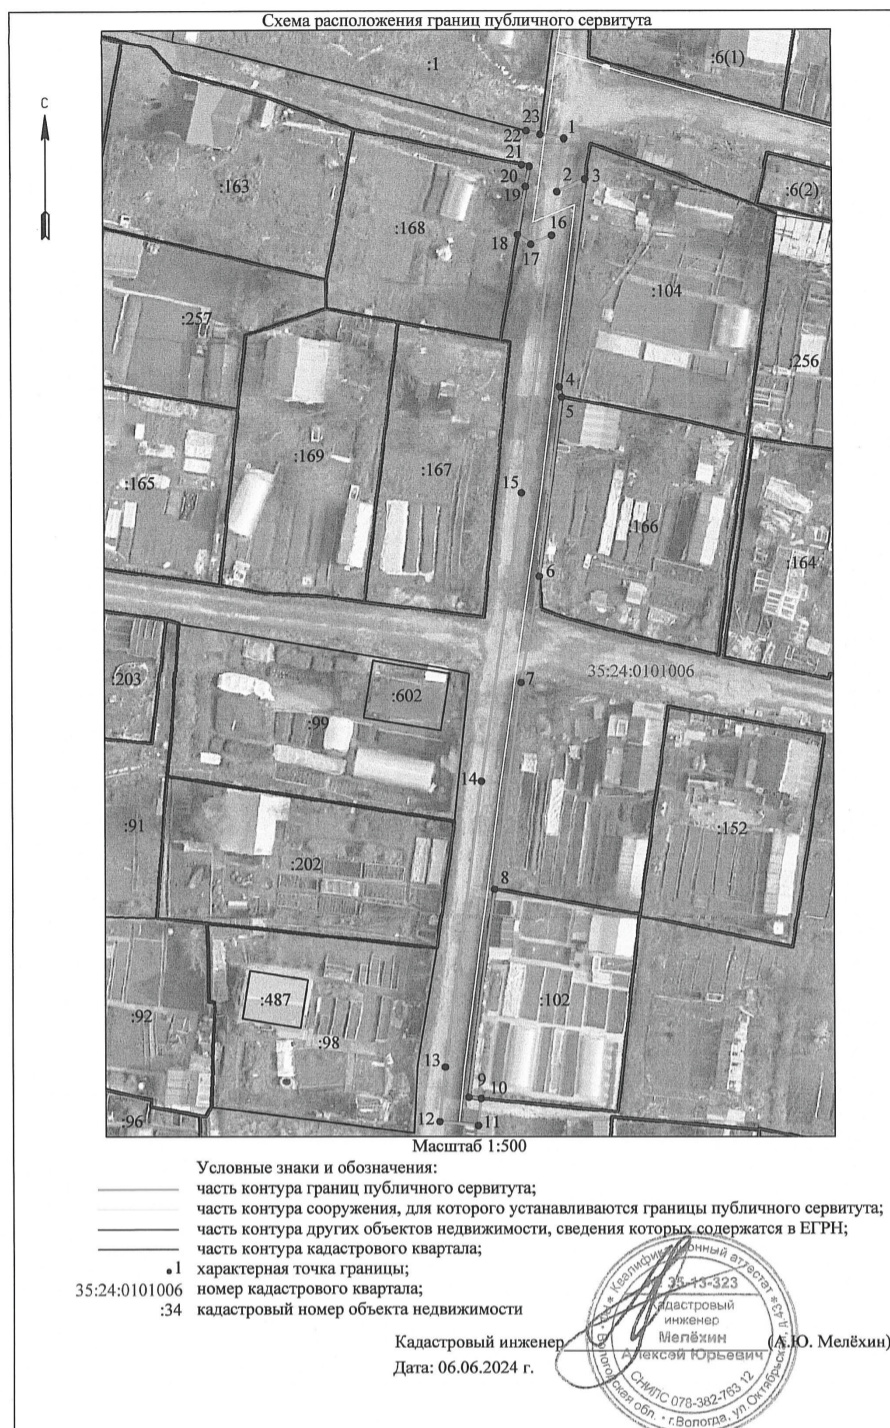 Схема расположения границ публичного сервитута
:1
:6(1)
С
23
22
1
21
20
2
3
19
:6(2)
:163
:168
18
16
17
:104
:257
:256
4
5
:169
:167
:165
15
:166
:164
6
35:24:0101006
:203
7
:602
:99
14
:91
:152
:202
8
:487
:102
:92
:98
13
9
10
:96
12
11
Масштаб 1:500
Условные знаки и обозначения:
часть контура границ публичного сервитута;
часть контура сооружения, для которого устанавливаются границы публичного сервитута;
часть контура других объектов недвижимости, сведения которых содержатся в ЕГРН;
часть контура кадастрового квартала;
.1 характерная точка границы;
35:24:0101006 номер кадастрового квартала;
:34 кадастровый номер объекта недвижимости
Кадастровый инженер (А.Ю. Мелёхин)
Дата: 06.06.2024 г.
Квалификационный аттестат
35-13-323
Кадастровый
инженер
Мелёхин
Алексей Юрьевич
СНИЛС 078-382-763 12
Вологодская обл. • г.Вологда, ул.Октябрьская, д.43